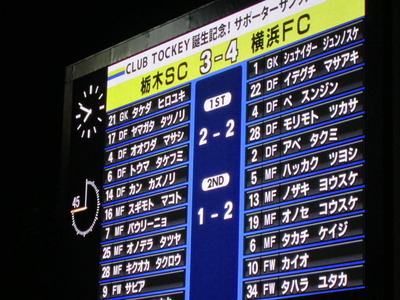 CLUB TOCKEY 誕生記念! サポーターサンクス
栃木SC 3-4 横浜FC
21 GK タケダ ヒロユキ
17 DF ヤマガタ タツノリ
4 DF オオワダ マサシ
6 DF トウマ タケフミ
14 DF カン カズノリ
16 MF スギモト マコト
7 MF パウリーニョ
25 MF オノデラ タツヤ
28 MF キクオカ タクロウ
9 FW サビア
1ST
2-2
2ND
1-2
1 GK シュナイダー ジュンノスケ
22 DF イテグチ マサアキ
4 DF ペ スンジン
28 DF モリモト ツカサ
2 DF アベ タクミ
5 MF ハッカク ツヨシ
13 MF ノザキ ヨウスケ
19 MF オノセ コウスケ
6 MF タカチ ケイジ
10 FW カイオ
34 FW タハラ ユタカ
45